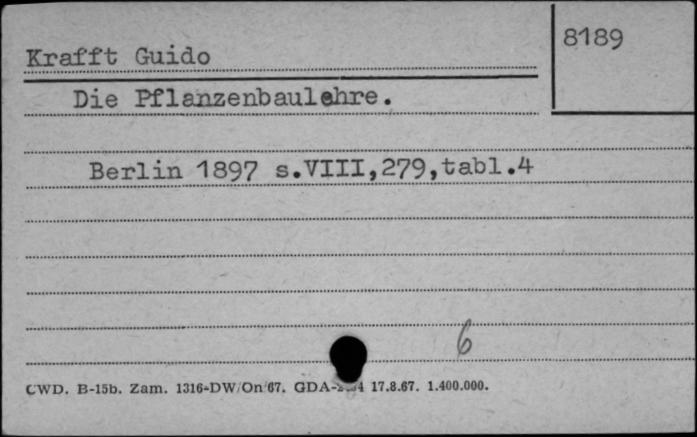 8189
Krafft Guido
Die Pflanzenbaulehre.
Berlin 1897 s.VIII,279,tabl.4
6
CWD. B-15b. Zam. 1316-DW/On/67. 17.8.67. 1.400.000.